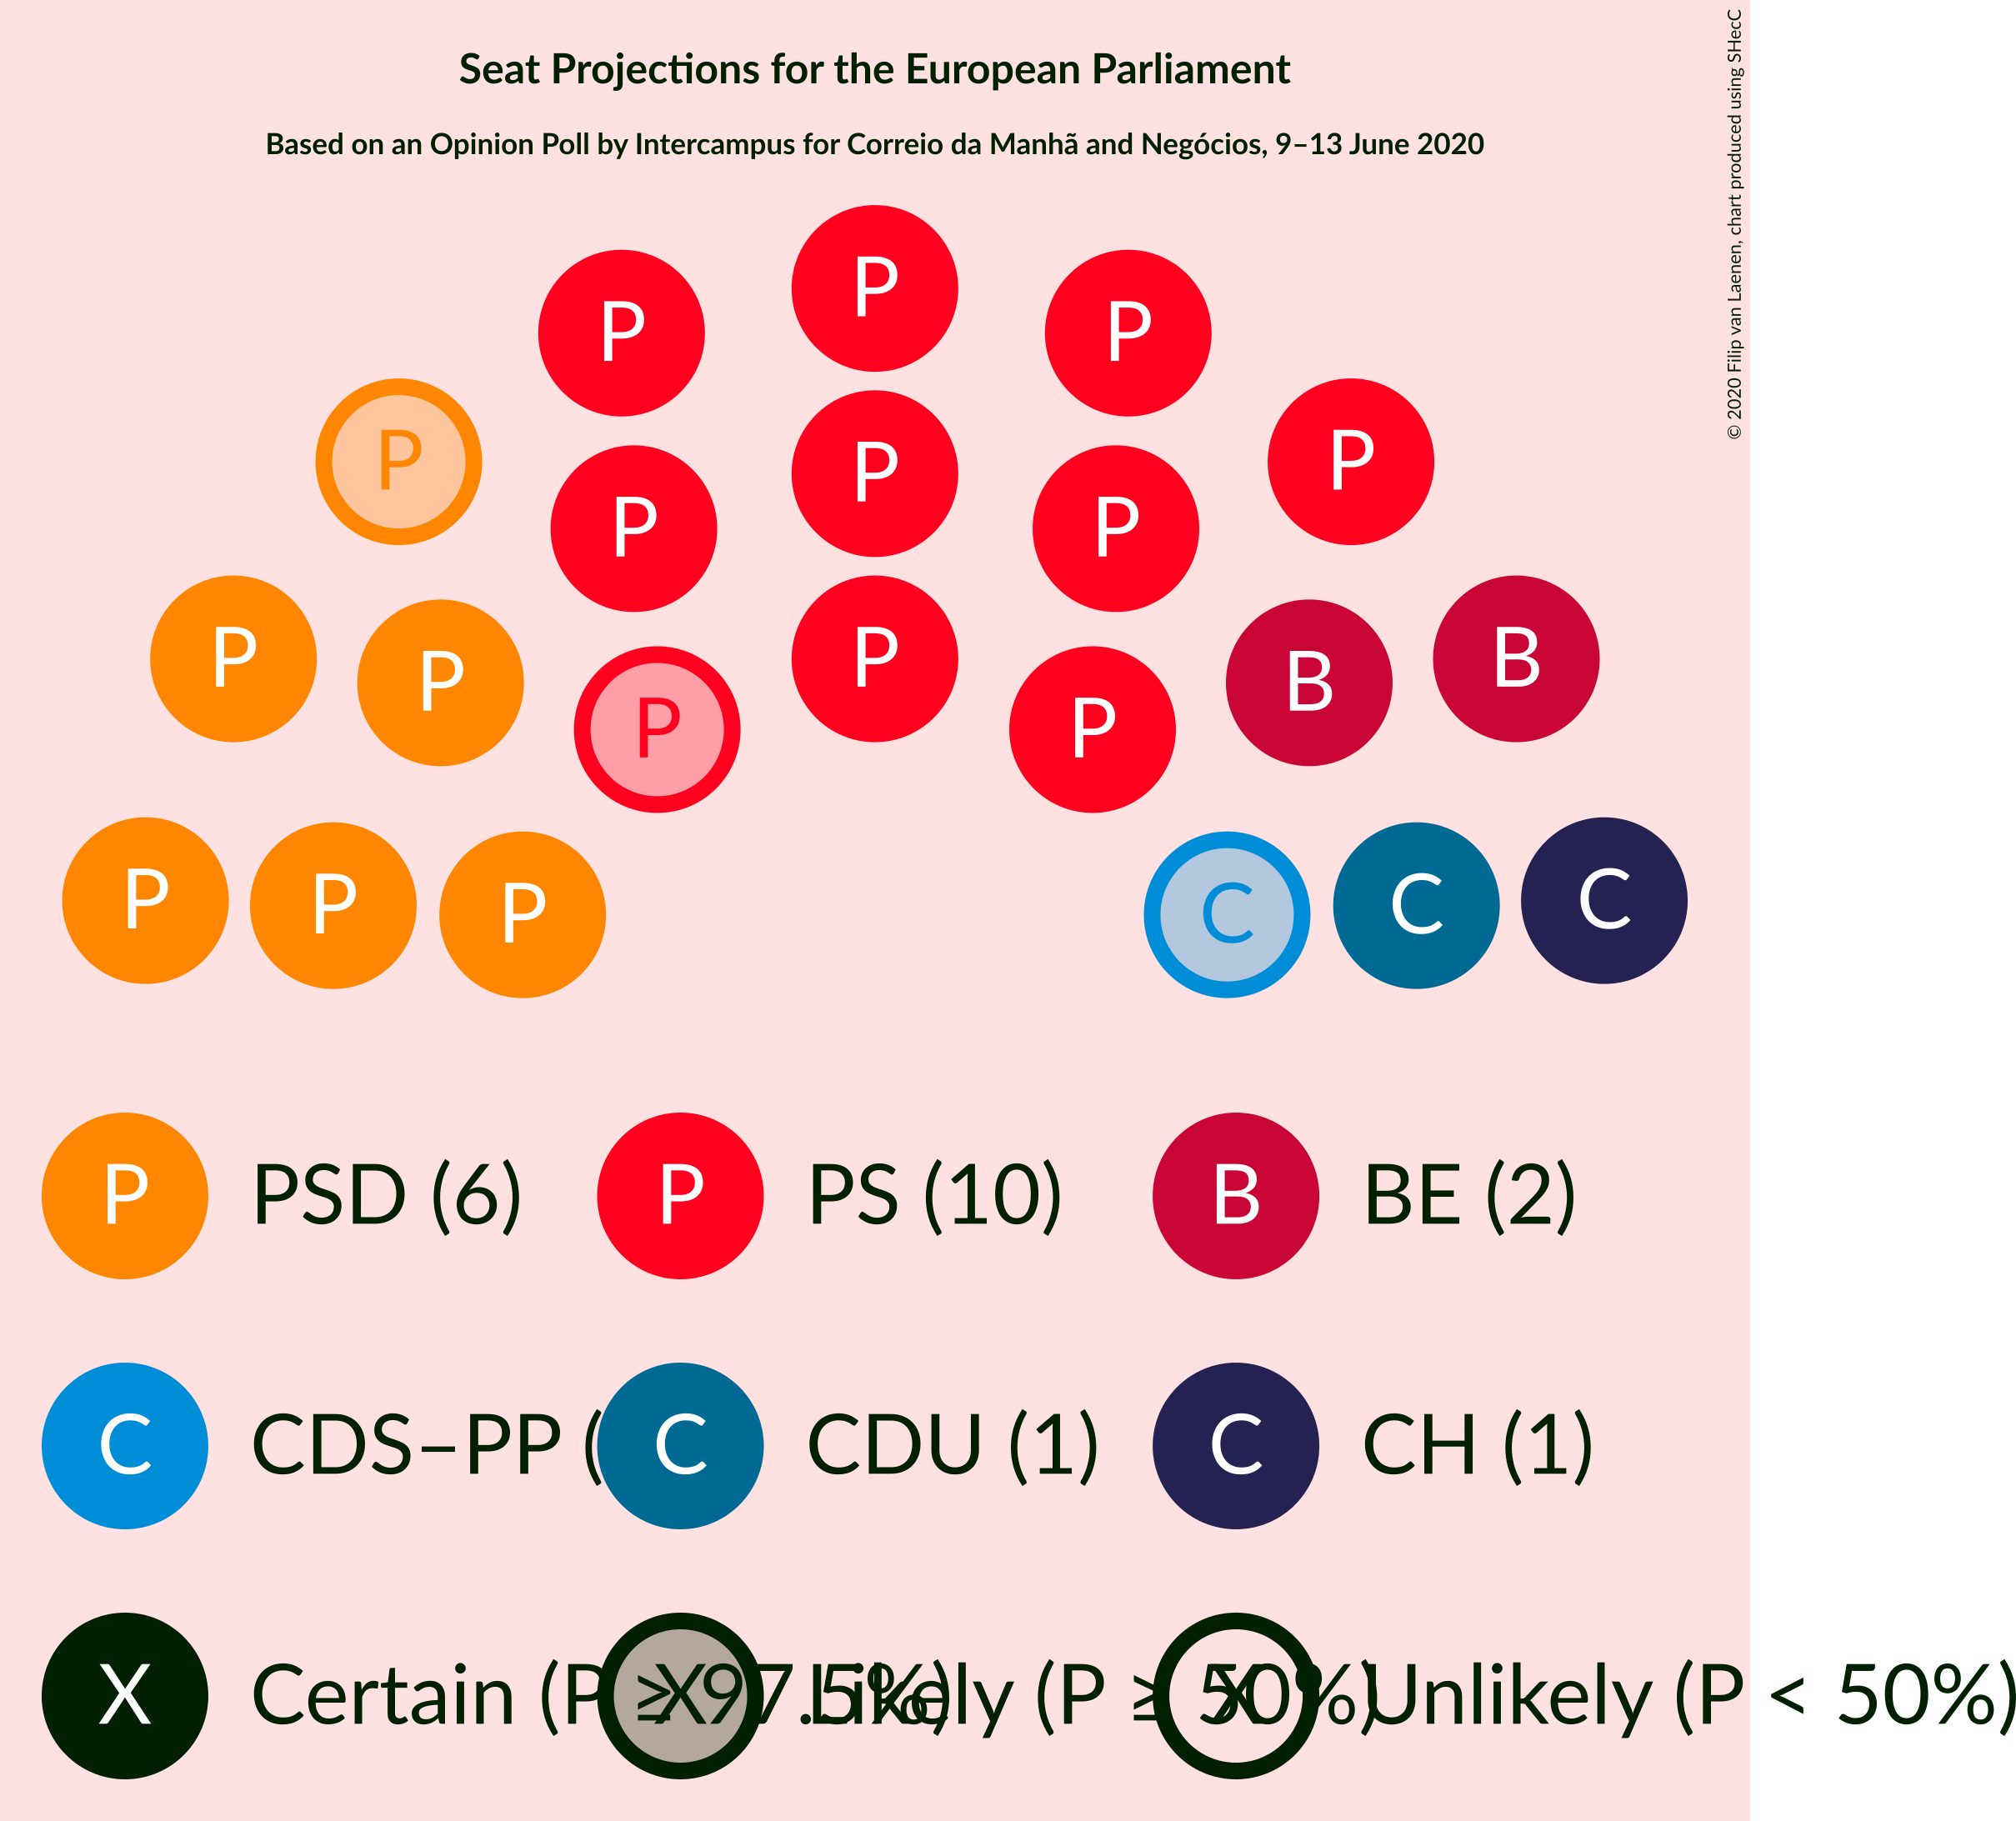 Seat Projections for the European Parliament
Based on an Opinion Poll by Intercampus for Correio da Manhã and Negócios, 9–13 June 2020
© 2020 Filip van Laenen, chart produced using SHecC
P
P P
P P
P
P P
P
P P B B
P P
P P
P P P C C C
P PSD (6) P PS (10) B BE (2)
C CDS–PP ( C CDU (1) C CH (1)
X Certain (P ≥ 97.5%) X Likely (P ≥ 50%) X Unlikely (P < 50%)